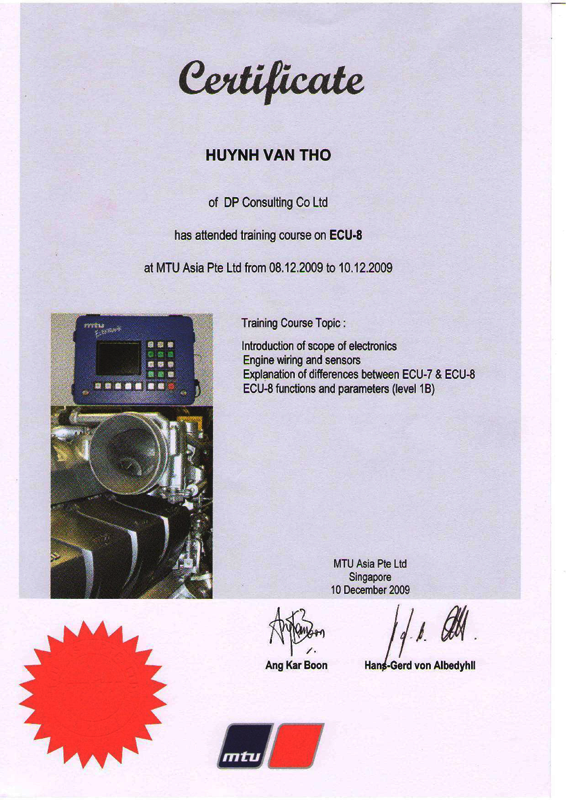 Certificate
HUYNH VAN THO
of DP Consulting Co Ltd
has attended training course on ECU-8
at MTU Asia Pte Ltd from 08.12.2009 to 10.12.2009
mtu
Training Course Topic :
Introduction of scope of electronics
Engine wiring and sensors
Explanation of differences between ECU-7 & ECU-8
ECU-8 functions and parameters (level 1B)
MTU Asia Pte Ltd
Singapore
10 December 2009
Ang Kar Boon
Hans-Gerd von Albedyhll
mtu